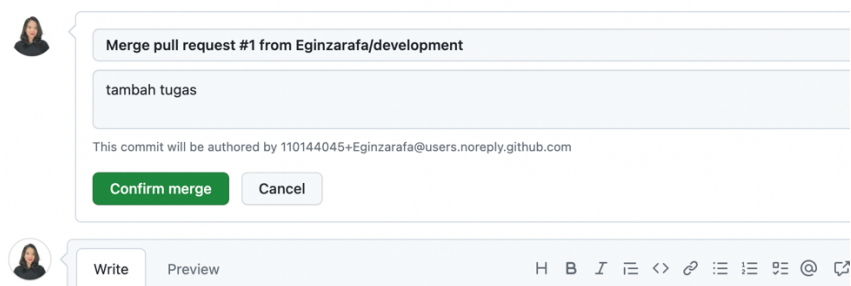 Merge pull request #1 from Eginzarafa/development
tambah tugas
This commit will be authored by 110144045+Eginzarafa@users.noreply.github.com
Confirm merge Cancel
Write Preview